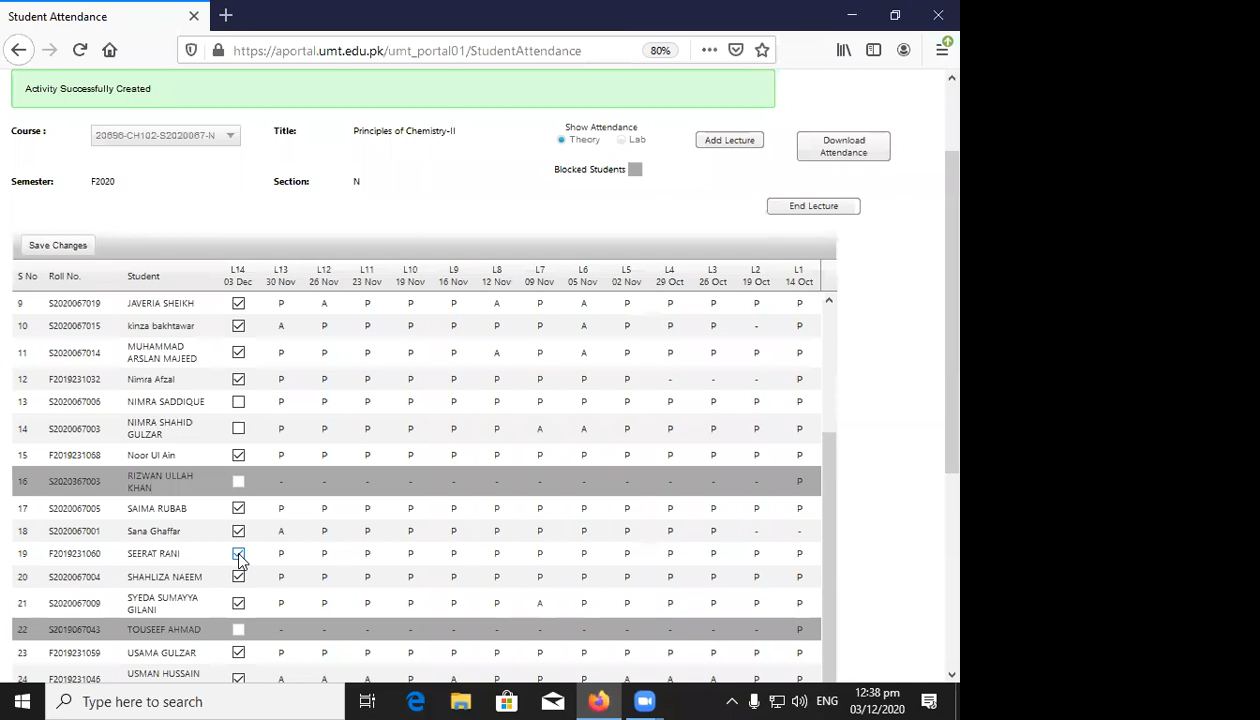 Student Attendance
https://aportal.umt.edu.pk/umt_portal01/StudentAttendance 80%
Activity Successfully Created
Course : 20696-CH102-S2020067-N Title: Principles of Chemistry-II Show Attendance Theory Lab Add Lecture Download Attendance
Blocked Students
Semester: F2020 Section: N
End Lecture
Save Changes
S No Roll No. Student L14 03 Dec L13 30 Nov L12 26 Nov L11 23 Nov L10 19 Nov L9 16 Nov L8 12 Nov L7 09 Nov L6 05 Nov L5 02 Nov L4 29 Oct L3 26 Oct L2 19 Oct L1 14 Oct
9 S2020067019 JAVERIA SHEIKH P A P P P A P A P P P P P
10 S2020067015 kinza bakhtawar A P P P P P P A P P P - P
11 S2020067014 MUHAMMAD ARSLAN MAJEED P P P P P A P A P P P P P
12 F2019231032 Nimra Afzal P P P P P P P P P - - - P
13 S2020067006 NIMRA SADDIQUE P P P P P P P P P P P P P
14 S2020067003 NIMRA SHAHID GULZAR P P P P P P A A P P P P P
15 F2019231068 Noor Ul Ain P P P P P P P P P P P P P
16 S2020367003 RIZWAN ULLAH KHAN - - - - - - - - - - - - P
17 S2020067005 SAIMA RUBAB P P P P P P P P P P P P P
18 S2020067001 Sana Ghaffar A P P P P P P P P P P - -
19 F2019231060 SEERAT RANI P P P P P P P P P P P P P
20 S2020067004 SHAHLIZA NAEEM P P P P P P P P P P P P P
21 S2020067009 SYEDA SUMAYYA GILANI P P P P P P A P P P P P P
22 S2019067043 TOUSEEF AHMAD - - - - - - - - - - - - P
23 F2019231059 USAMA GULZAR P P P P P P P P P P P P P
24 F2019231046 USMAN HUSSAIN A A A A A A A A A A A P P
Type here to search ENG 12:38 pm
03/12/2020